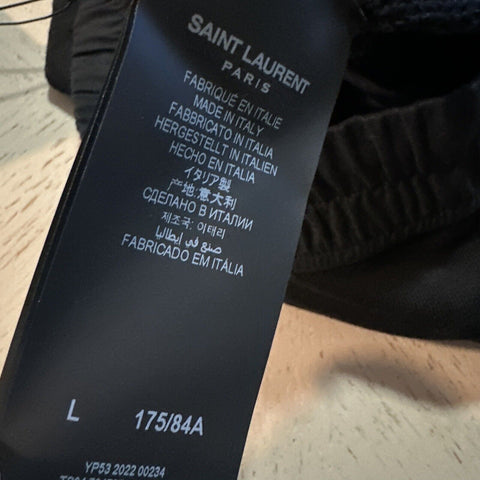 SAINT LAURENT
PARIS
FABRIQUÉ EN ITALIE
MADE IN ITALY
FABBRICATO IN ITALIA
HERGESTELLT IN ITALIEN
HECHO EN ITALIA
イタリア製
产地:意大利
СДЕЛАНО В ИТАЛИИ
제조국: 이태리
صنع في إيطاليا
FABRICADO EM ITÁLIA
L 175/84A
YP53 2022 00234